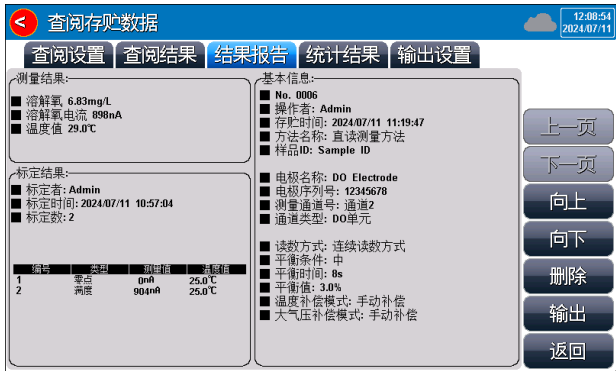 查阅存贮数据
12:08:54
2024/07/11
查阅设置 查阅结果 结果报告 统计结果 输出设置
测量结果:
溶解氧 6.83mg/L
溶解氧电流 898nA
温度值 29.0℃
标定结果:
标定者: Admin
标定时间: 2024/07/11 10:57:04
标定数: 2
编号 类型 测量值 温度值
1 零点 0nA 25.0℃
2 满度 904nA 25.0℃
基本信息:
No. 0006
操作者: Admin
存贮时间: 2024/07/11 11:19:47
方法名称: 直读测量方法
样品ID: Sample ID
电极名称: DO Electrode
电极序列号: 12345678
测量通道号: 通道2
通道类型: DO单元
读数方式: 连续读数方式
平衡条件: 中
平衡时间: 8s
平衡值: 3.0%
温度补偿模式: 手动补偿
大气压补偿模式: 手动补偿
上一页
下一页
向上
向下
删除
输出
返回